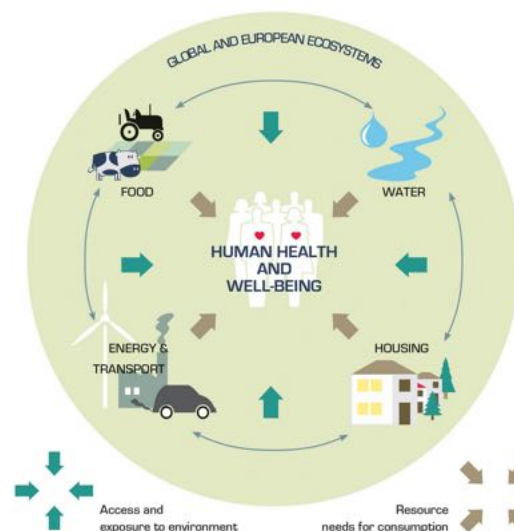 GLOBAL AND EUROPEAN ECOSYSTEMS
FOOD
WATER
HUMAN HEALTH
AND
WELL-BEING
ENERGY &
TRANSPORT
HOUSING
Access and
exposure to environment
Resource
needs for consumption